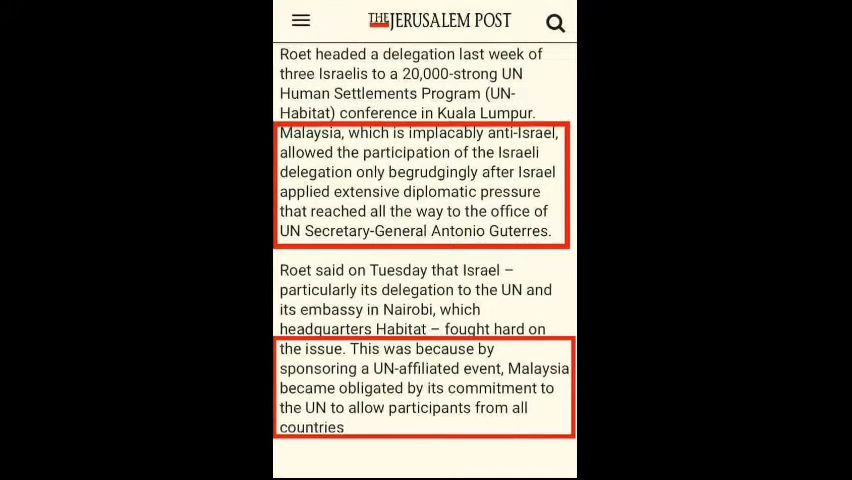 THE JERUSALEM POST
Roet headed a delegation last week of
three Israelis to a 20,000-strong UN
Human Settlements Program (UN-
Habitat) conference in Kuala Lumpur.
Malaysia, which is implacably anti-Israel,
allowed the participation of the Israeli
delegation only begrudgingly after Israel
applied extensive diplomatic pressure
that reached all the way to the office of
UN Secretary-General Antonio Guterres.
Roet said on Tuesday that Israel –
particularly its delegation to the UN and
its embassy in Nairobi, which
headquarters Habitat – fought hard on
the issue. This was because by
sponsoring a UN-affiliated event, Malaysia
became obligated by its commitment to
the UN to allow participants from all
countries